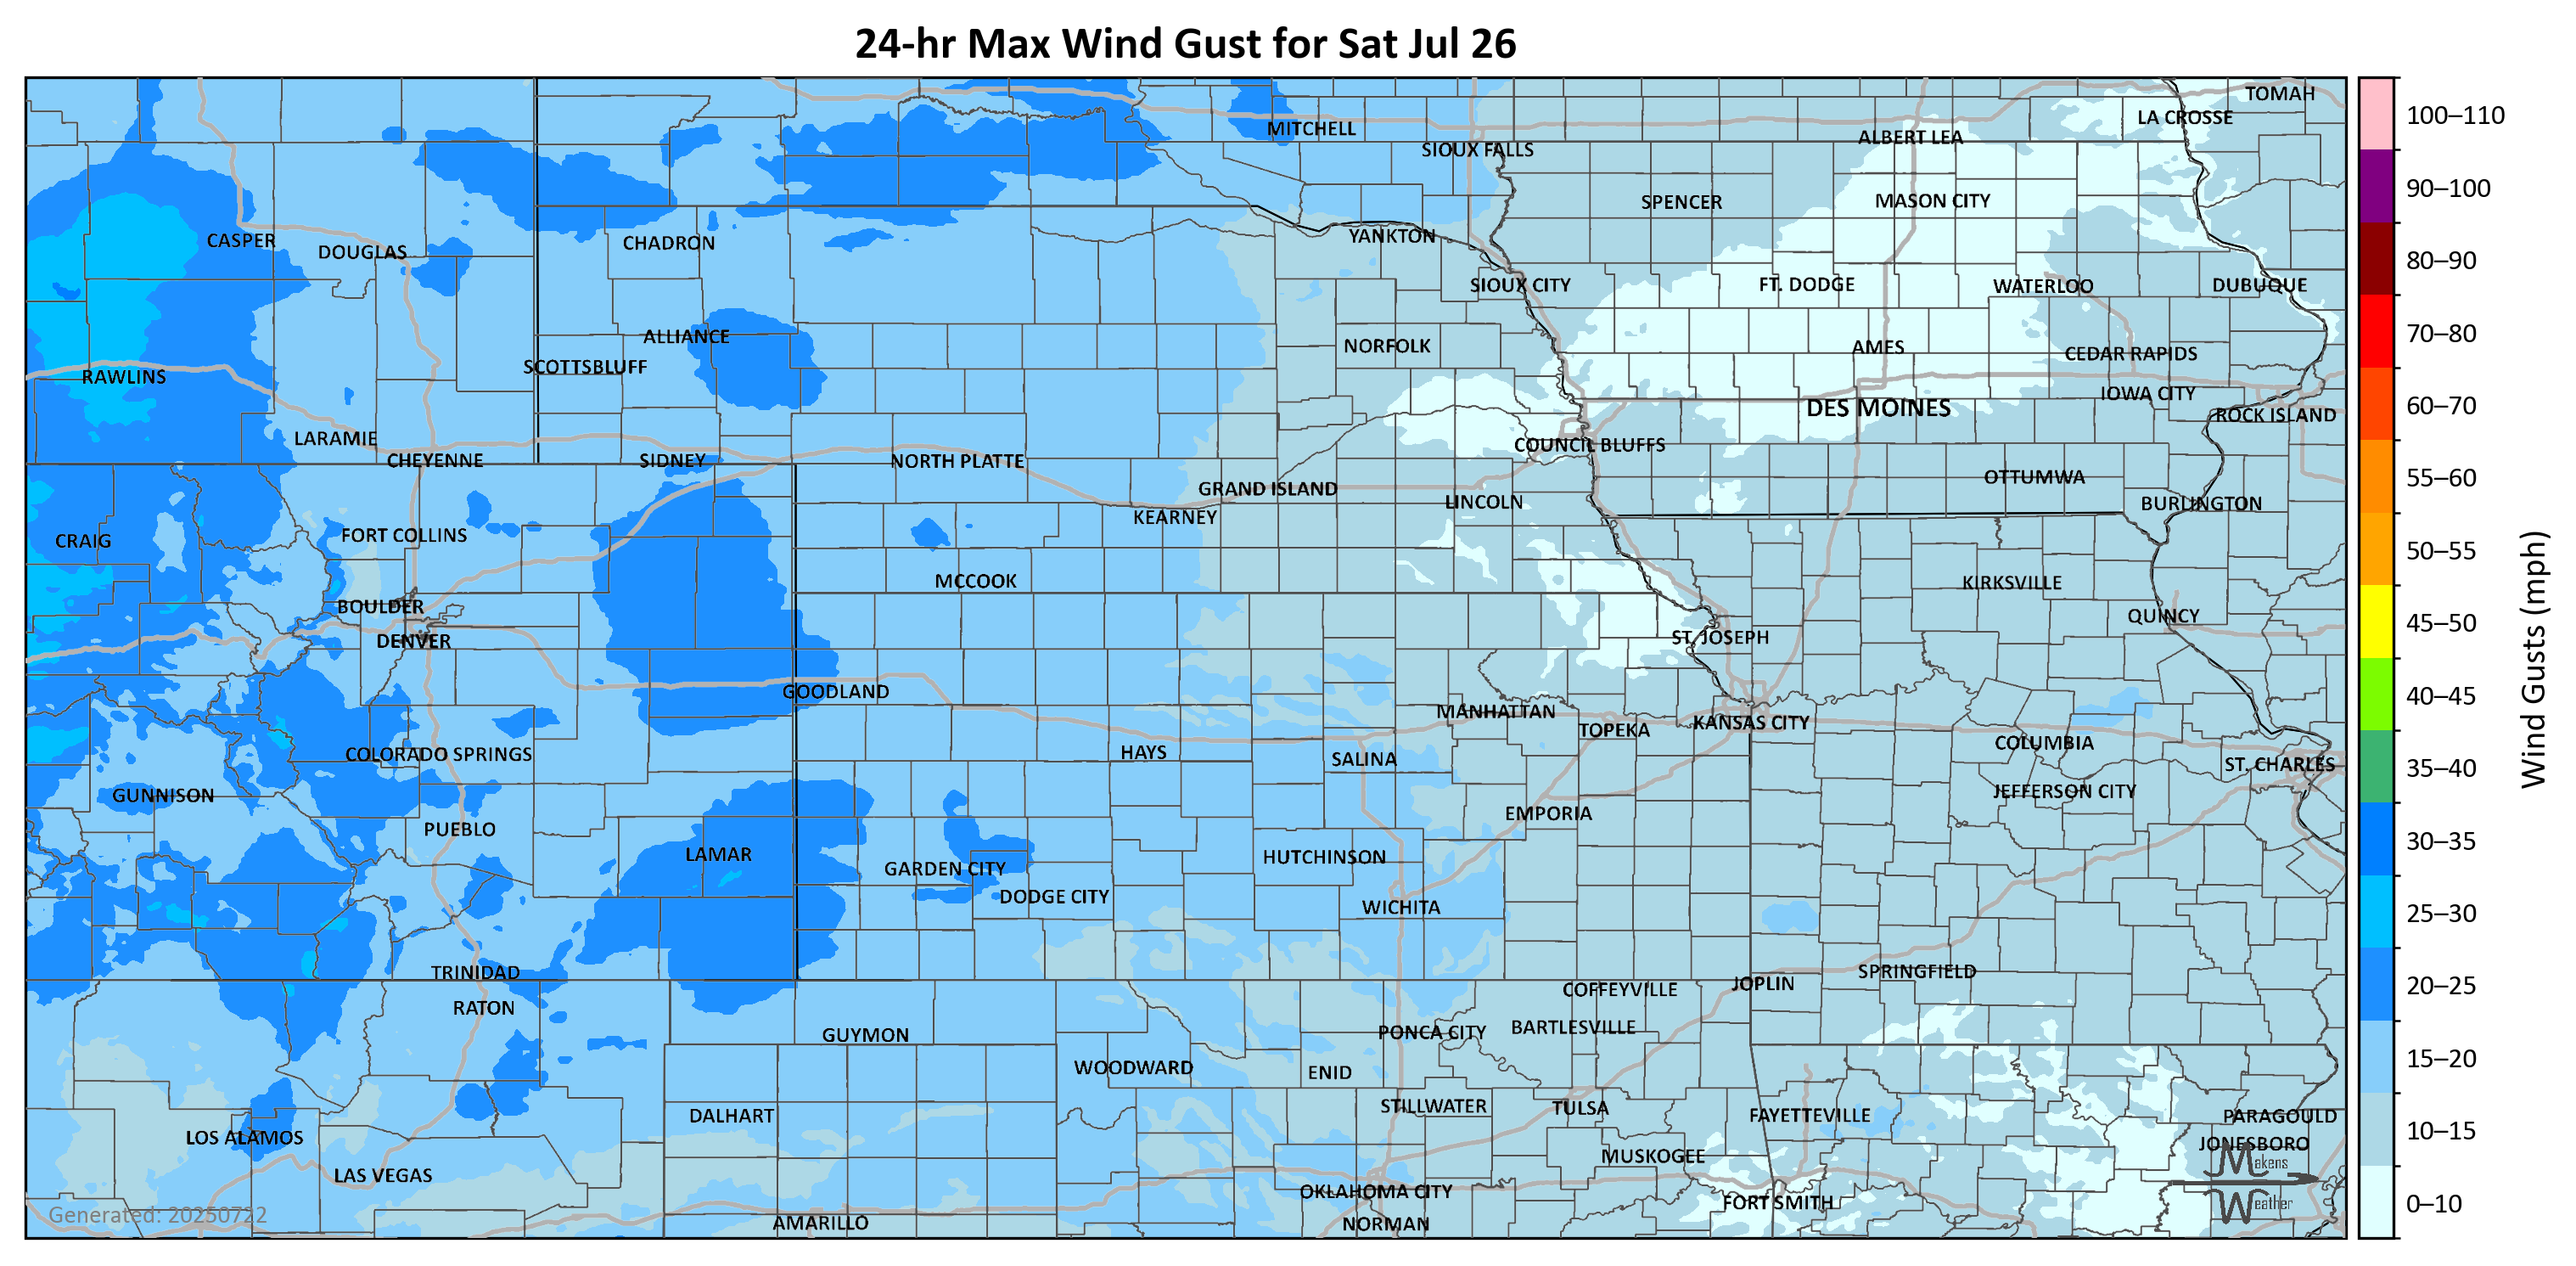 24-hr Max Wind Gust for Sat Jul 26
TOMAH
LA CROSSE
MITCHELL
ALBERT LEA
SIOUX FALLS
SPENCER
MASON CITY
CASPER
DOUGLAS
CHADRON
YANKTON
SIOUX CITY
FT. DODGE
WATERLOO
DUBUQUE
ALLIANCE
NORFOLK
AMES
CEDAR RAPIDS
SCOTTSBLUFF
RAWLINS
IOWA CITY
DES MOINES
ROCK ISLAND
LARAMIE
COUNCIL BLUFFS
CHEYENNE
SIDNEY
NORTH PLATTE
OTTUMWA
GRAND ISLAND
LINCOLN
BURLINGTON
KEARNEY
FORT COLLINS
CRAIG
MCCOOK
KIRKSVILLE
BOULDER
QUINCY
DENVER
ST. JOSEPH
GOODLAND
MANHATTAN
KANSAS CITY
TOPEKA
COLUMBIA
HAYS
COLORADO SPRINGS
SALINA
ST. CHARLES
GUNNISON
JEFFERSON CITY
EMPORIA
PUEBLO
LAMAR
HUTCHINSON
GARDEN CITY
DODGE CITY
WICHITA
TRINIDAD
SPRINGFIELD
JOPLIN
COFFEYVILLE
RATON
BARTLESVILLE
PONCA CITY
GUYMON
WOODWARD
ENID
STILLWATER
TULSA
DALHART
FAYETTEVILLE
PARAGOULD
LOS ALAMOS
JONESBORO
MUSKOGEE
LAS VEGAS
OKLAHOMA CITY
FORT SMITH
AMARILLO
NORMAN
Makens
Weather
Generated: 20250722
100–110
90–100
80–90
70–80
60–70
55–60
50–55
45–50
40–45
35–40
30–35
25–30
20–25
15–20
10–15
0–10
Wind Gusts (mph)